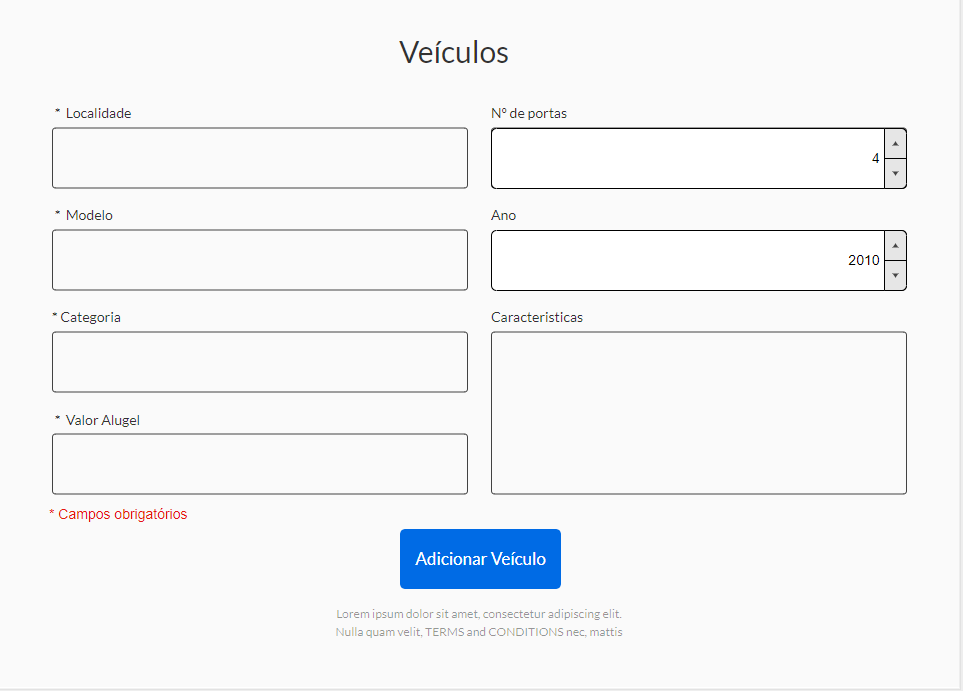 Veículos
* Localidade
Nº de portas
4
* Modelo
Ano
2010
* Categoria
Caracteristicas
* Valor Alugel
* Campos obrigatórios
Adicionar Veículo
Lorem ipsum dolor sit amet, consectetur adipiscing elit.
Nulla quam velit, TERMS and CONDITIONS nec, mattis